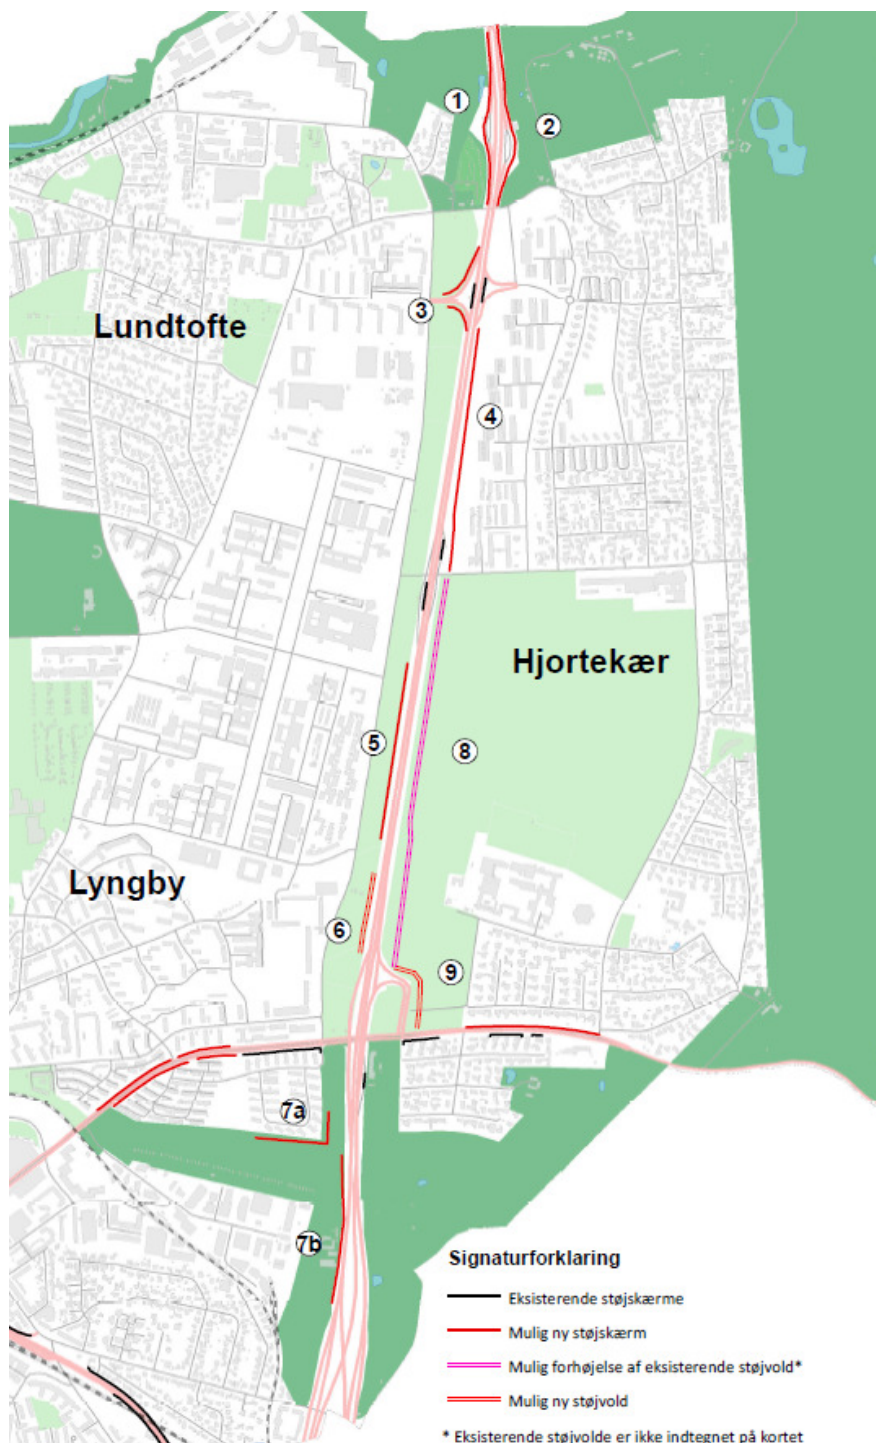 1
2
3
Lundtofte
4
Hjortekær
5
8
Lyngby
6
9
7a
7b
Signaturforklaring
Eksisterende støjskærme
Mulig ny støjskærm
Mulig forhøjelse af eksisterende støjvold*
Mulig ny støjvold
* Eksisterende støjvolde er ikke indtegnet på kortet